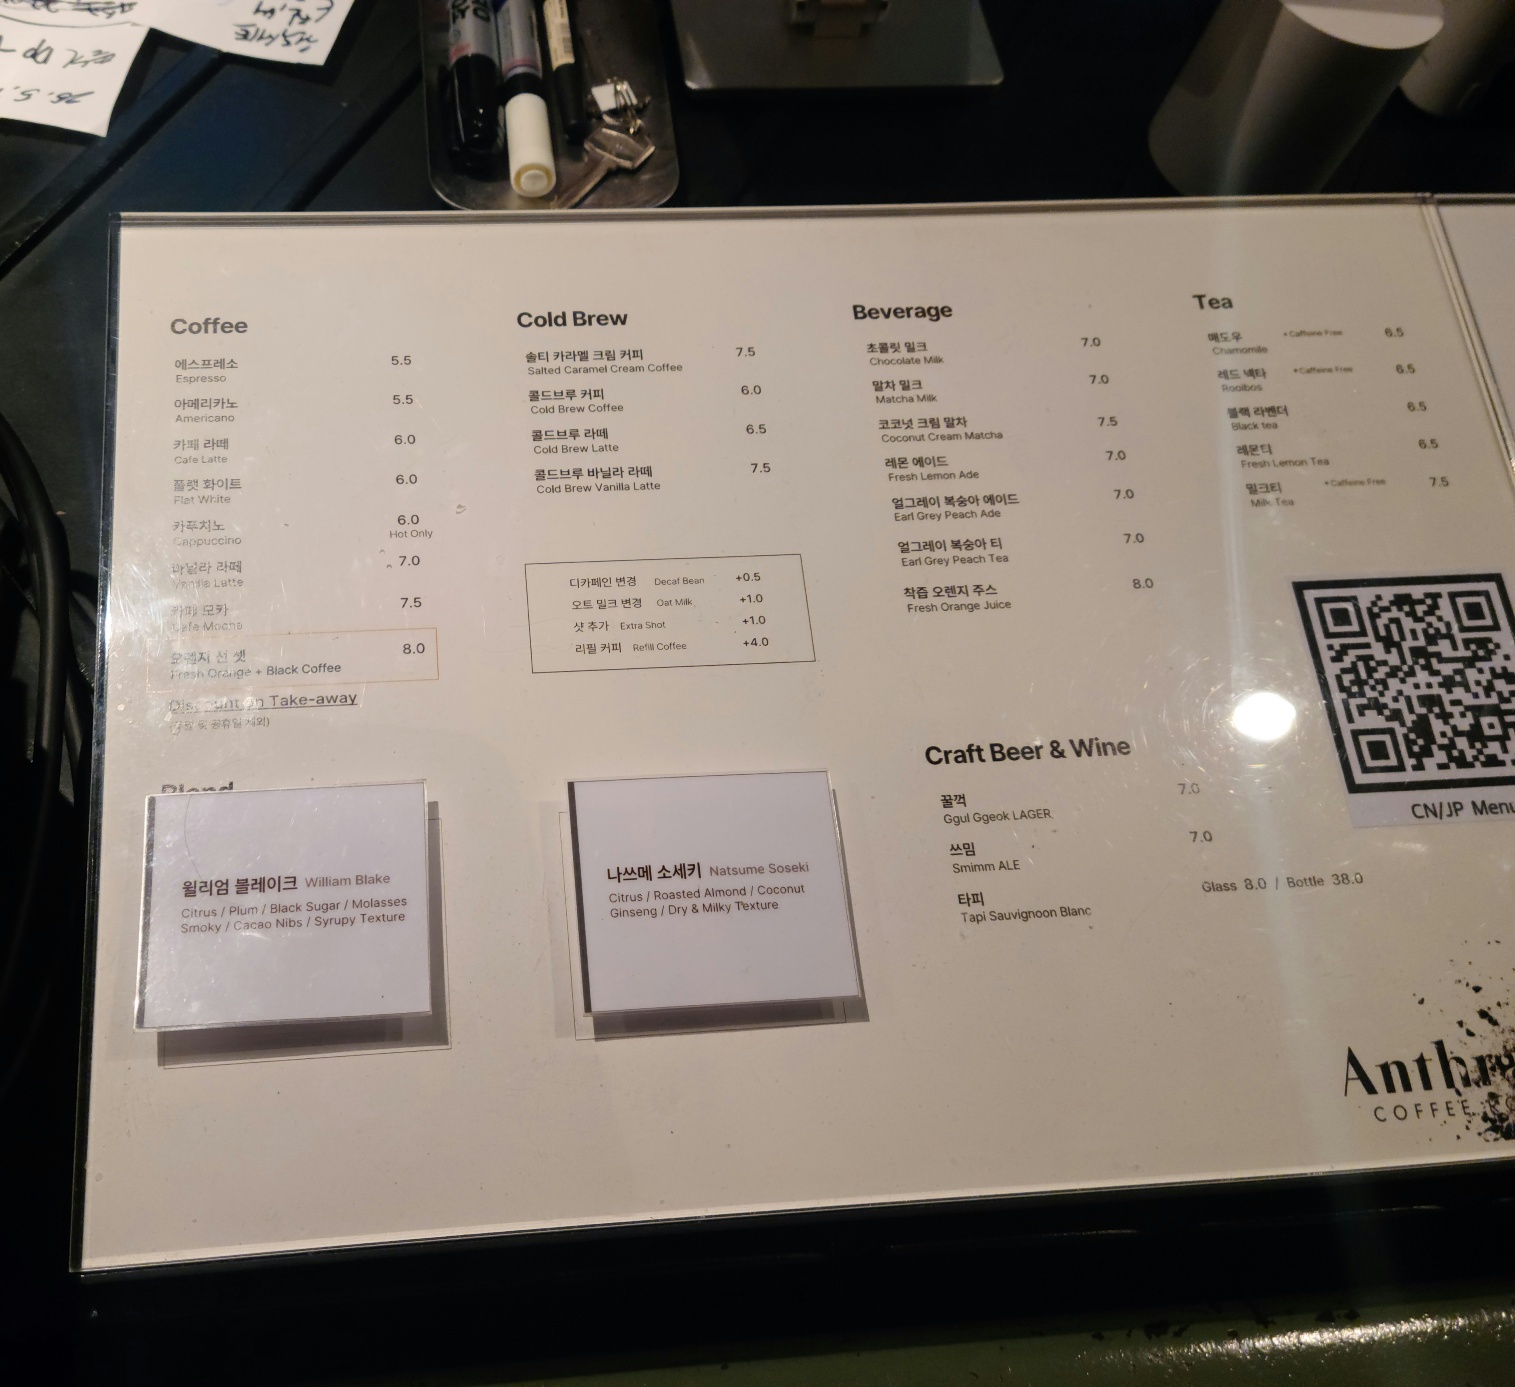 Coffee
에스프레소 5.5
Espresso
아메리카노 5.5
Americano
카페 라떼 6.0
Cafe Latte
플랫 화이트 6.0
Flat White
카푸치노 6.0
Cappuccino Hot Only
바닐라 라떼 7.0
Vanilla Latte
카페 모카 7.5
Cafe Mocha
오렌지 선 셋 8.0
Fresh Orange + Black Coffee
Discount on Take-away
공휴일 제외)
Blend
윌리엄 블레이크 William Blake
Citrus / Plum / Black Sugar / Molasses
Smoky / Cacao Nibs / Syrupy Texture
Cold Brew
솔티 카라멜 크림 커피 7.5
Salted Caramel Cream Coffee
콜드브루 커피 6.0
Cold Brew Coffee
콜드브루 라떼 6.5
Cold Brew Latte
콜드브루 바닐라 라떼 7.5
Cold Brew Vanilla Latte
디카페인 변경 Decaf Bean +0.5
오트 밀크 변경 Oat Milk +1.0
샷 추가 Extra Shot +1.0
리필 커피 Refill Coffee +4.0
나쓰메 소세키 Natsume Soseki
Citrus / Roasted Almond / Coconut
Ginseng / Dry & Milky Texture
Beverage
초콜릿 밀크 7.0
Chocolate Milk
말차 밀크 7.0
Matcha Milk
코코넛 크림 말차 7.5
Coconut Cream Matcha
레몬 에이드 7.0
Fresh Lemon Ade
얼그레이 복숭아 에이드 7.0
Earl Grey Peach Ade
얼그레이 복숭아 티 7.0
Earl Grey Peach Tea
착즙 오렌지 주스 8.0
Fresh Orange Juice
Craft Beer & Wine
꿀꺽 7.0
Ggul Ggeok LAGER
쓰밈 7.0
Smimm ALE
타피 Glass 8.0 / Bottle 38.0
Tapi Sauvignoon Blanc
Tea
메도우 *Caffeine Free 6.5
Chamomile
레드 넥타 *Caffeine Free 6.5
Rooibos
블랙 라벤더 6.5
Black tea
레몬티 6.5
Fresh Lemon Tea
밀크티 *Caffeine Free 7.5
Milk Tea
CN/JP Menu
COFFEE